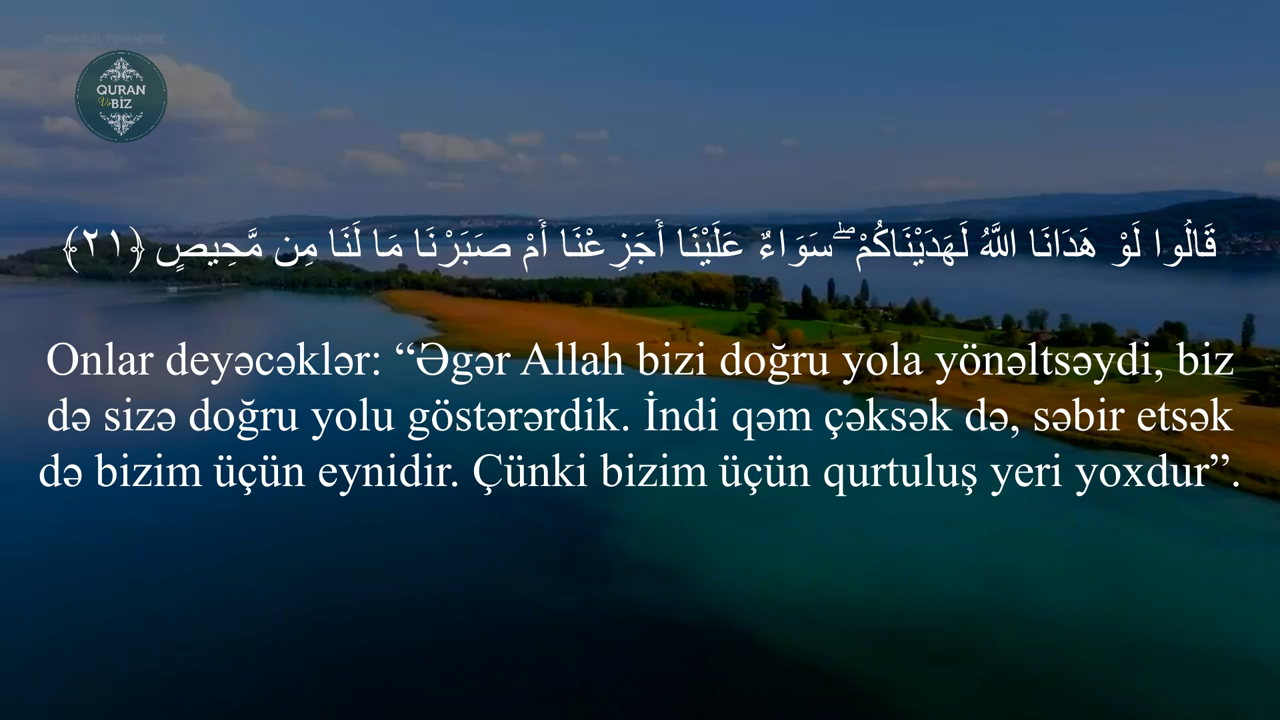 QURAN
Və
BİZ
قَالُوا لَوْ هَدَانَا اللَّهُ لَهَدَيْنَاكُمْ ۖ سَوَاءٌ عَلَيْنَا أَجَزِعْنَا أَمْ صَبَرْنَا مَا لَنَا مِن مَّحِيصٍ ﴿٢١﴾
Onlar deyəcəklər: “Əgər Allah bizi doğru yola yönəltsəydi, biz
də sizə doğru yolu göstərərdik. İndi qəm çəksək də, səbir etsək
də bizim üçün eynidir. Çünki bizim üçün qurtuluş yeri yoxdur”.